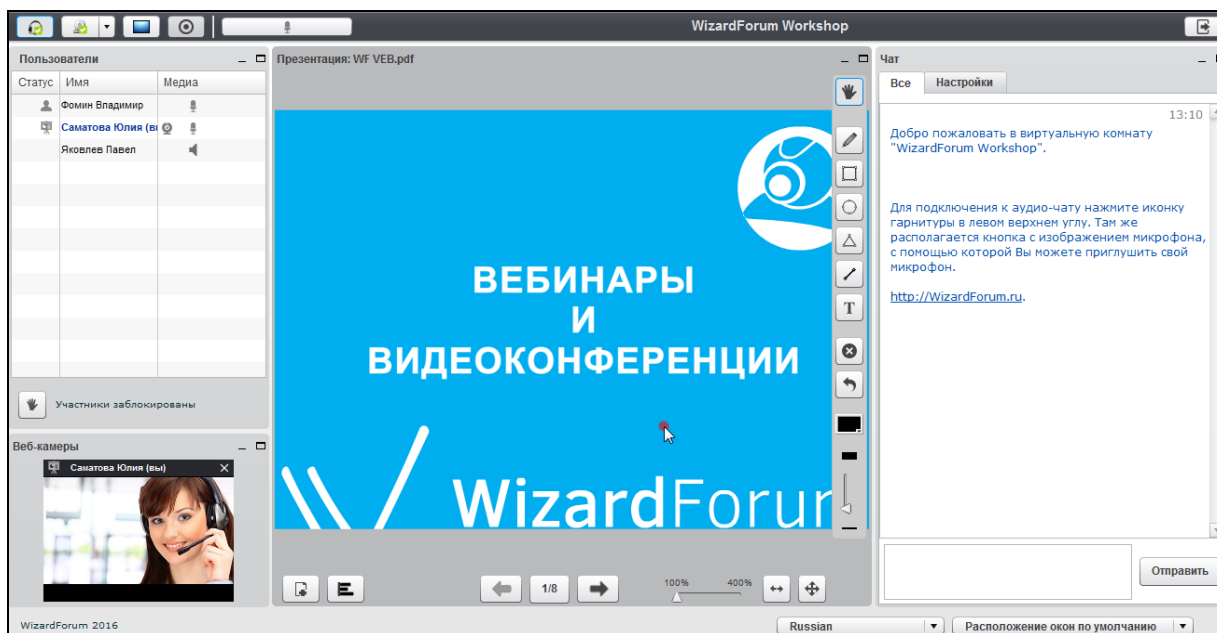 WizardForum Workshop
Пользователи
Статус Имя Медиа
Фомин Владимир
Саматова Юлия (вы
Яковлев Павел
Участники заблокированы
Веб-камеры
Саматова Юлия (вы)
Презентация: WF VEB.pdf
ВЕБИНАРЫ
И
ВИДЕОКОНФЕРЕНЦИИ
WizardForum
T
1/8
100% 400%
Чат
Все Настройки
13:10
Добро пожаловать в виртуальную комнату
"WizardForum Workshop".
Для подключения к аудио-чату нажмите иконку
гарнитуры в левом верхнем углу. Там же
располагается кнопка с изображением микрофона,
с помощью которой Вы можете приглушить свой
микрофон.
http://WizardForum.ru.
Отправить
WizardForum 2016
Russian
Расположение окон по умолчанию